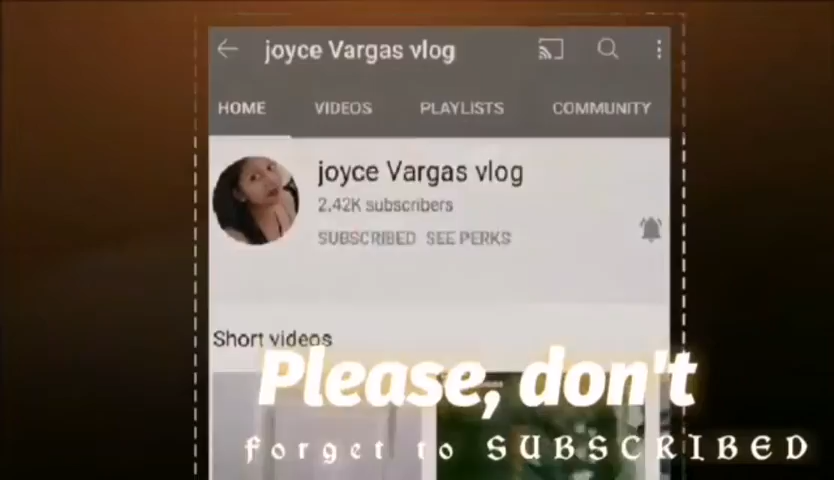 joyce Vargas vlog
HOME VIDEOS PLAYLISTS COMMUNITY
joyce Vargas vlog
2.42K subscribers
SUBSCRIBED SEE PERKS
Short videos
Please, don't
forget to SUBSCRIBED